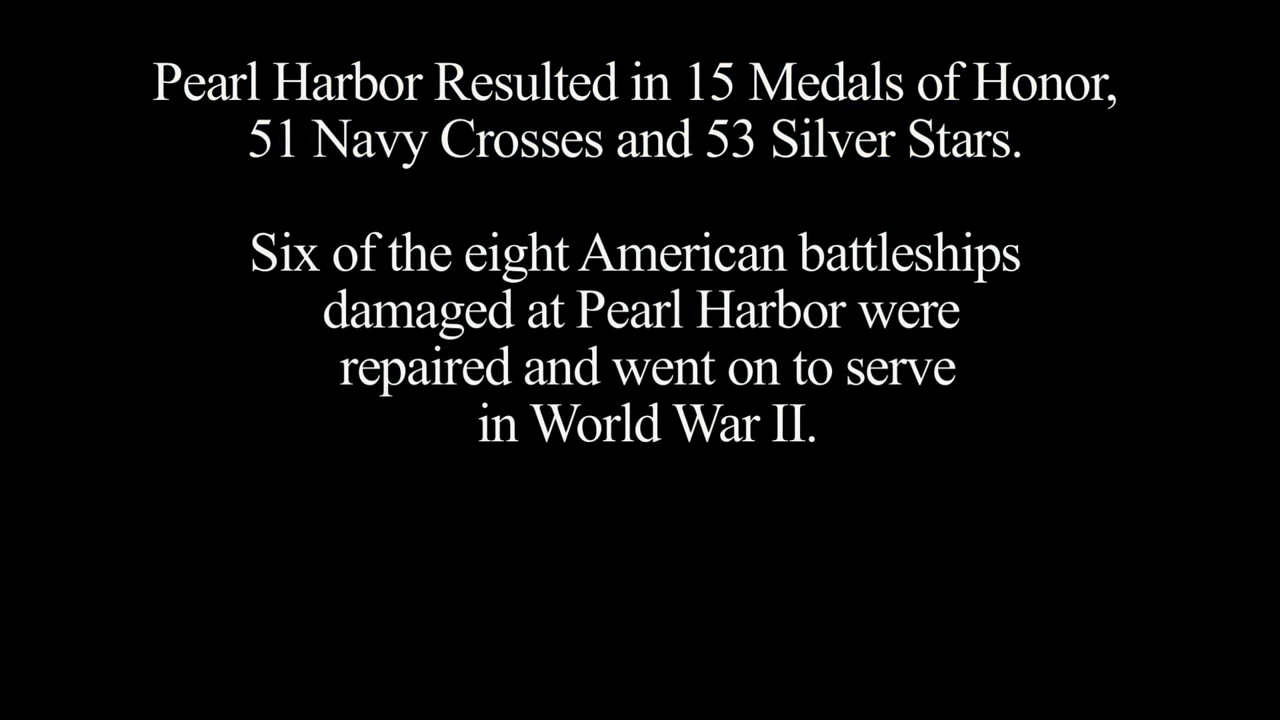 Pearl Harbor Resulted in 15 Medals of Honor,
51 Navy Crosses and 53 Silver Stars.
Six of the eight American battleships
damaged at Pearl Harbor were
repaired and went on to serve
in World War II.